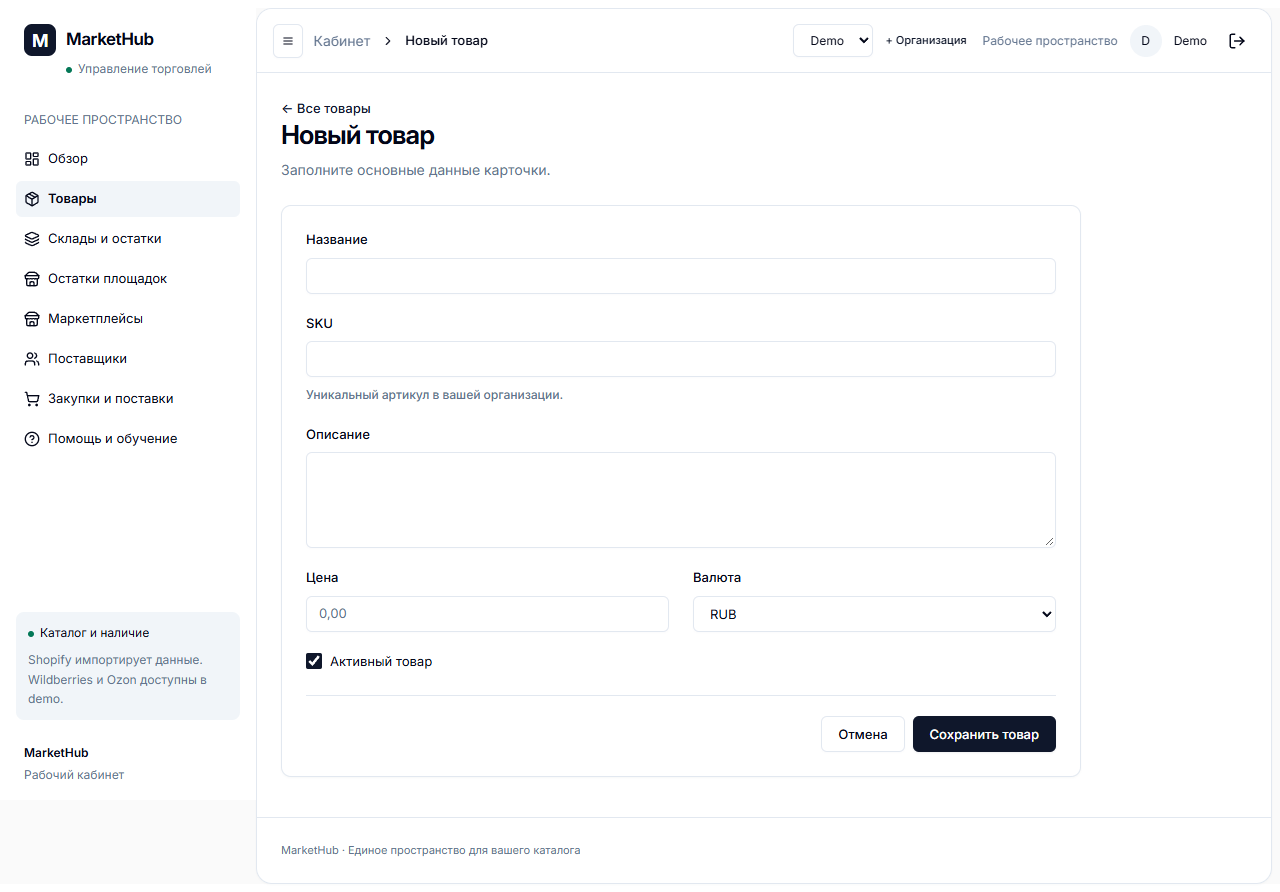 M MarketHub
Управление торговлей
РАБОЧЕЕ ПРОСТРАНСТВО
Обзор
Товары
Склады и остатки
Остатки площадок
Маркетплейсы
Поставщики
Закупки и поставки
Помощь и обучение
Каталог и наличие
Shopify импортирует данные.
Wildberries и Ozon доступны в
demo.
MarketHub
Рабочий кабинет
Кабинет > Новый товар
Demo
+ Организация
Рабочее пространство
D
Demo
← Все товары
Новый товар
Заполните основные данные карточки.
Название
SKU
Уникальный артикул в вашей организации.
Описание
Цена
Валюта
0,00
RUB
Активный товар
Отмена
Сохранить товар
MarketHub · Единое пространство для вашего каталога